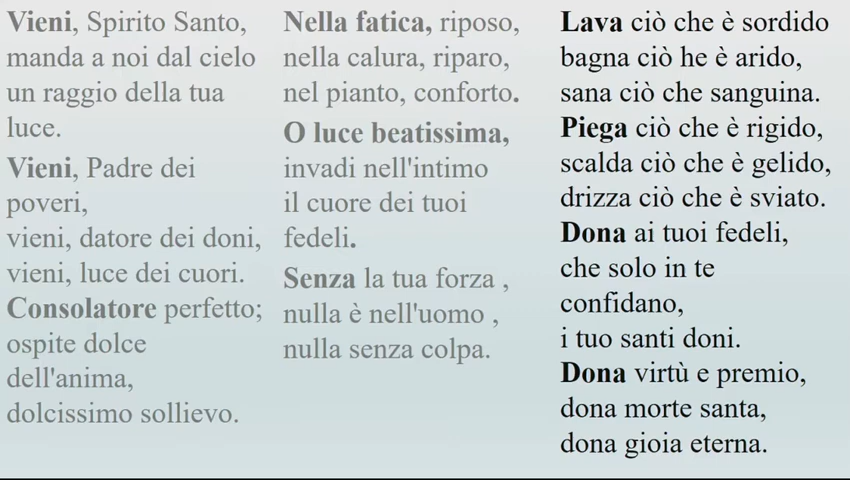 Vieni, Spirito Santo,
manda a noi dal cielo
un raggio della tua
luce.
Vieni, Padre dei
poveri,
vieni, datore dei doni,
vieni, luce dei cuori.
Consolatore perfetto;
ospite dolce
dell'anima,
dolcissimo sollievo.
Nella fatica, riposo,
nella calura, riparo,
nel pianto, conforto.
O luce beatissima,
invadi nell'intimo
il cuore dei tuoi
fedeli.
Senza la tua forza ,
nulla è nell'uomo ,
nulla senza colpa.
Lava ciò che è sordido
bagna ciò he è arido,
sana ciò che sanguina.
Piega ciò che è rigido,
scalda ciò che è gelido,
drizza ciò che è sviato.
Dona ai tuoi fedeli,
che solo in te
confidano,
i tuo santi doni.
Dona virtù e premio,
dona morte santa,
dona gioia eterna.